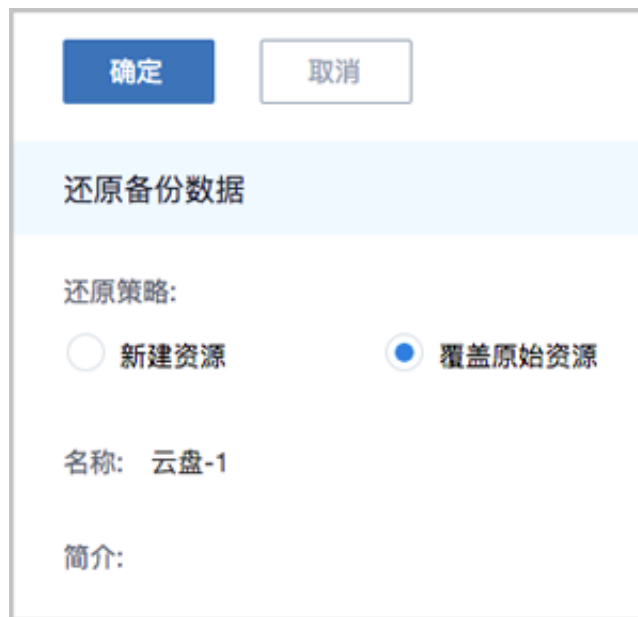 确定 取消
还原备份数据
还原策略:
新建资源 覆盖原始资源
名称: 云盘-1
简介: